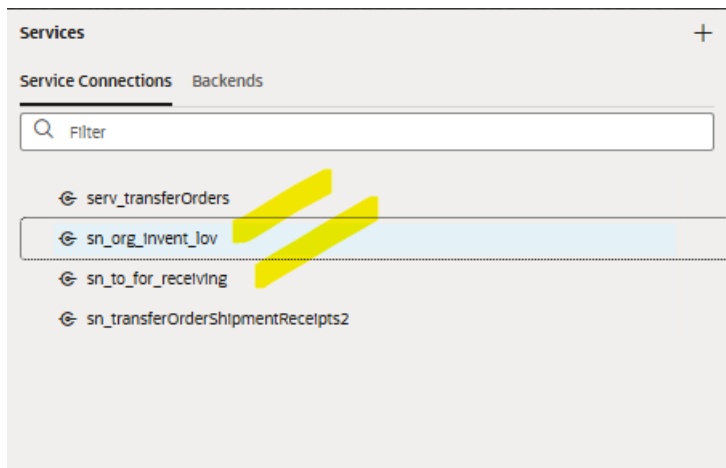 Services
Service Connections Backends
Filter
serv_transferOrders
sn_org_invent_lov
sn_to_for_receiving
sn_transferOrderShipmentReceipts2